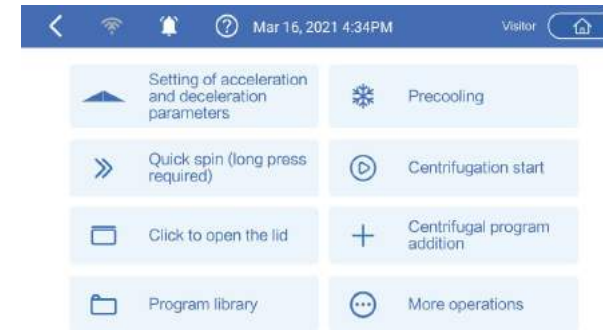 Mar 16, 2021 4:34PM
Visitor
Setting of acceleration
and deceleration
parameters
Precooling
Quick spin (long press
required)
Centrifugation start
Click to open the lid
Centrifugal program
addition
Program library
More operations